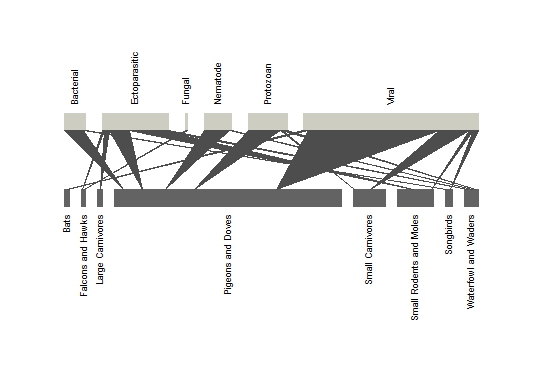 Bats
Falcons and Hawks
Large Carnivores
Pigeons and Doves
Small Carnivores
Small Rodents and Moles
Songbirds
Waterfowl and Waders
Bacterial
Ectoparasitic
Fungal
Nematode
Protozoan
Viral